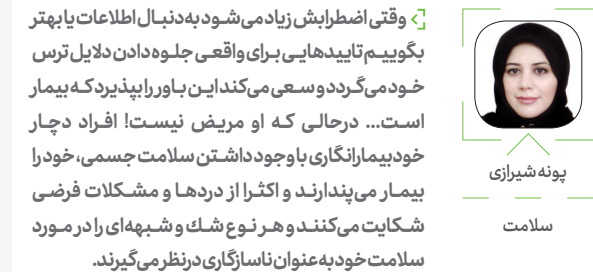 وقتی اضطرابش زیاد می‌شود به‌دنبال اطلاعات یا بهتر
بگوییم تاییدهایی برای واقعی جلوه‌دادن دلایل ترس
خود می‌گردد و سعی می‌کند این باور را بپذیرد که بیمار
است... درحالی که او مریض نیست! افراد دچار
خودبیمارانگاری با وجود داشتن سلامت جسمی، خود را
بیمار می‌پندارند و اکثرا از دردها و مشکلات فرضی
شکایت می‌کنند و هر نوع شك و شبهه‌ای را در مورد
سلامت خود به‌عنوان ناسازگاری درنظر می‌گیرند.
پونه شیرازی
سلامت